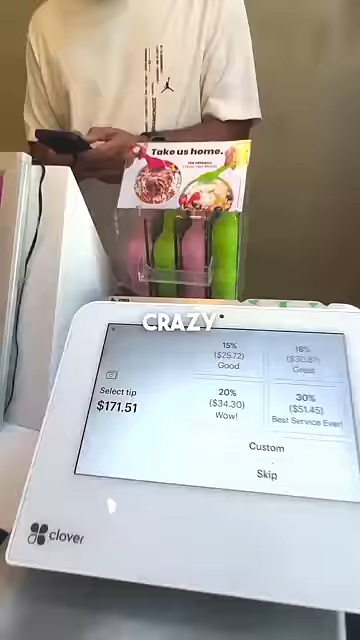 Take us home.
CRAZY
15%
($25.72)
Good
18%
($30.87)
Great
Select tip
$171.51
20%
($34.30)
Wow!
30%
($51.45)
Best Service Ever!
Custom
Skip
clover